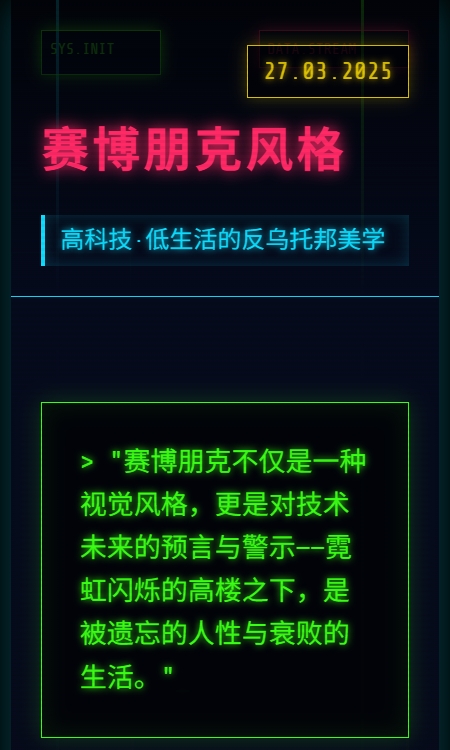 SYS.INIT
DATA_STREAM
27.03.2025
赛博朋克风格
高科技·低生活的反乌托邦美学
> "赛博朋克不仅是一种
视觉风格，更是对技术
未来的预言与警示——霓
虹闪烁的高楼之下，是
被遗忘的人性与衰败的
生活。"